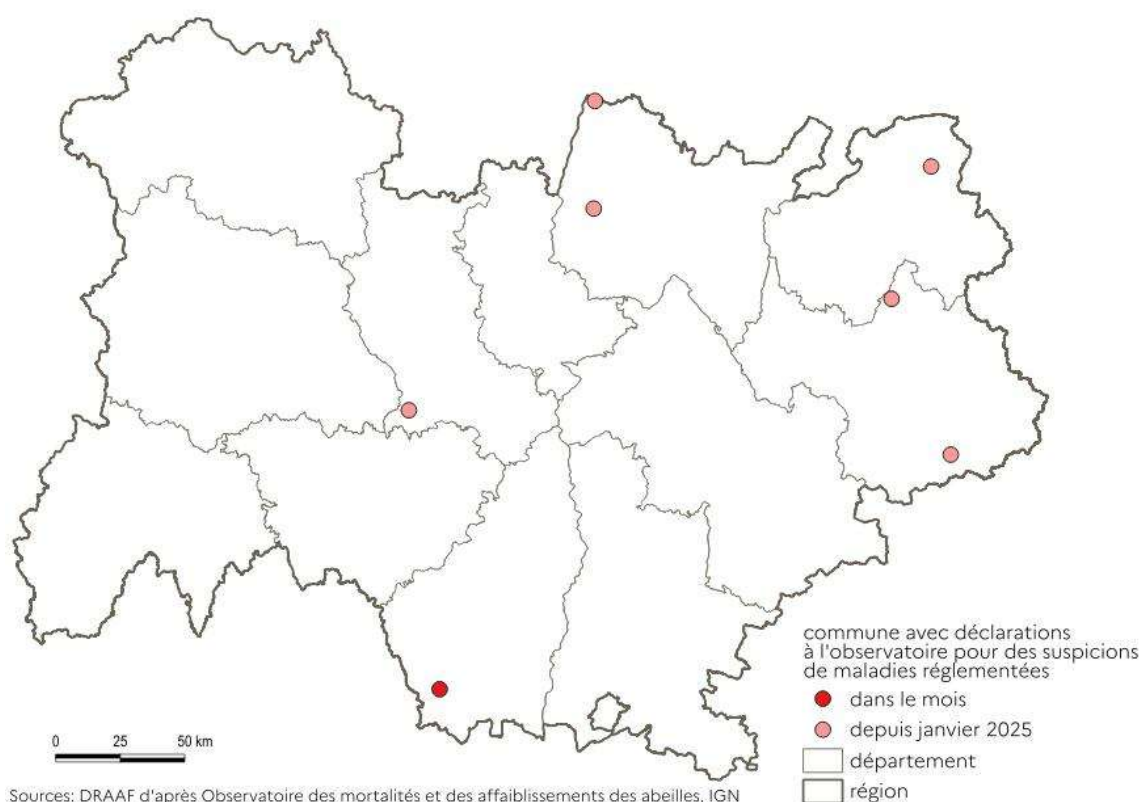 commune avec déclarations
à l'observatoire pour des suspicions
de maladies réglementées
dans le mois
depuis janvier 2025
département
région
0 25 50 km
Sources: DRAAF d'après Observatoire des mortalités et des affaiblissements des abeilles, IGN